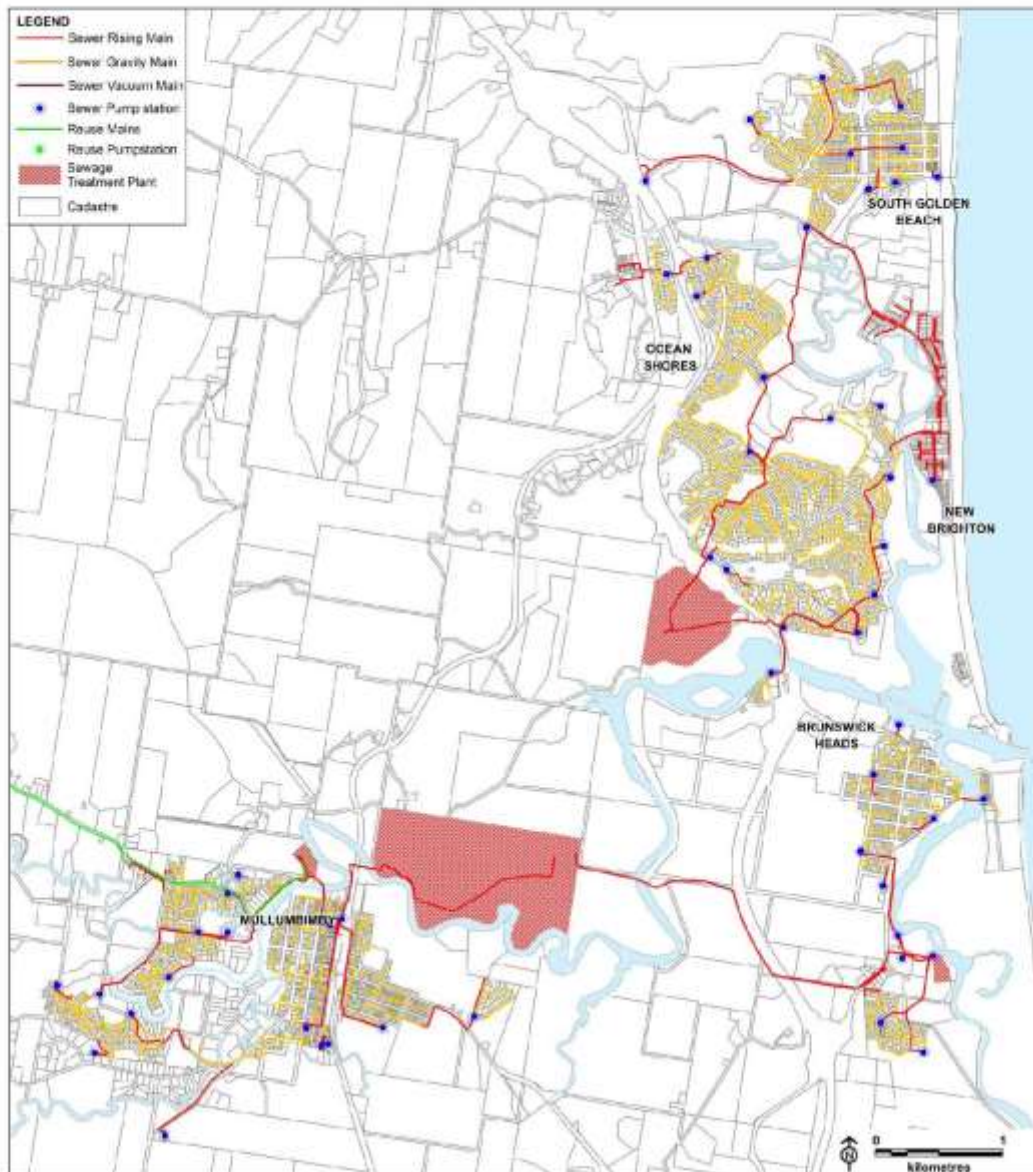 LEGEND
Sewer Rising Main
Sewer Gravity Main
Sewer Vacuum Main
Sewer Pump station
Reuse Mains
Reuse Pumpstation
Sewage
Treatment Plant
Cadastre
SOUTH GOLDEN
BEACH
OCEAN
SHORES
NEW
BRIGHTON
BRUNSWICK
HEADS
MULLUMBIMBY
N
0 1
kilometres